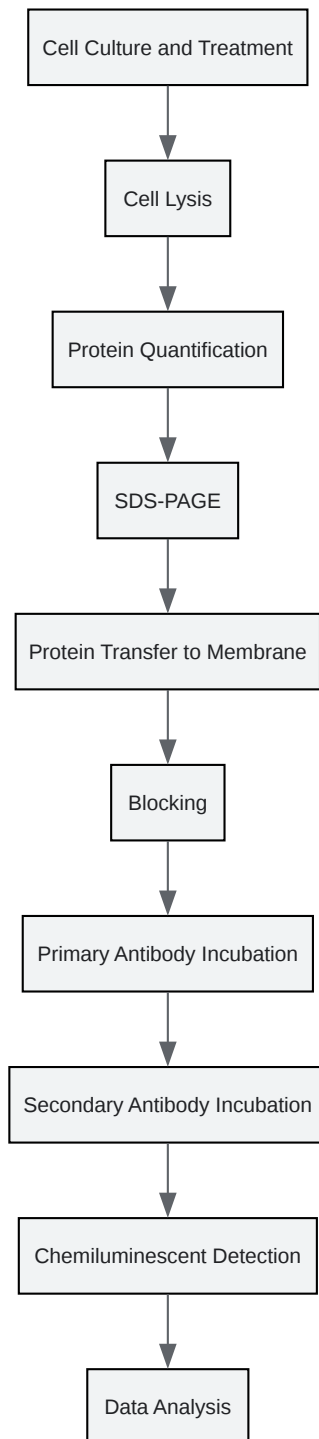 Cell Culture and Treatment
Cell Lysis
Protein Quantification
SDS-PAGE
Protein Transfer to Membrane
Blocking
Primary Antibody Incubation
Secondary Antibody Incubation
Chemiluminescent Detection
Data Analysis